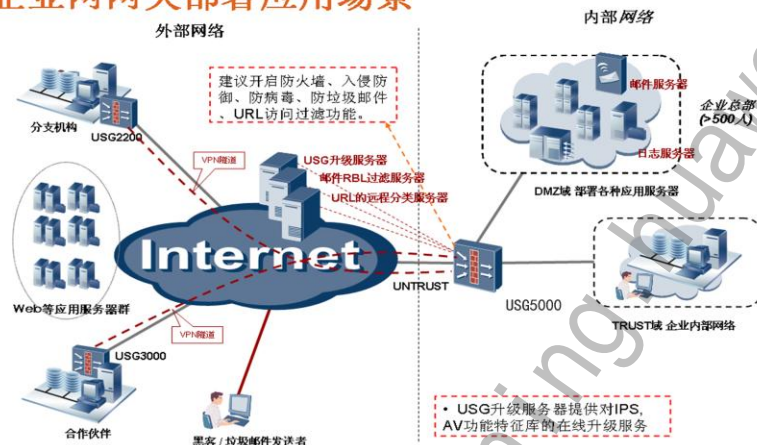 企业网网关部署应用场景
外部网络
内部网络
建议开启防火墙、入侵防
御、防病毒、防垃圾邮件
、URL访问过滤功能。
邮件服务器
企业总部
(>500人)
分支机构
USG2200
VPN隧道
USG升级服务器
邮件RBL过滤服务器
URL的远程分类服务器
日志服务器
DMZ域 部署各种应用服务器
Internet
UNTRUST
USG5000
Web等应用服务器群
VPN隧道
TRUST域 企业内部网络
USG3000
合作伙伴
黑客 / 垃圾邮件发送者
• USG升级服务器提供对IPS,
AV功能特征库的在线升级服务